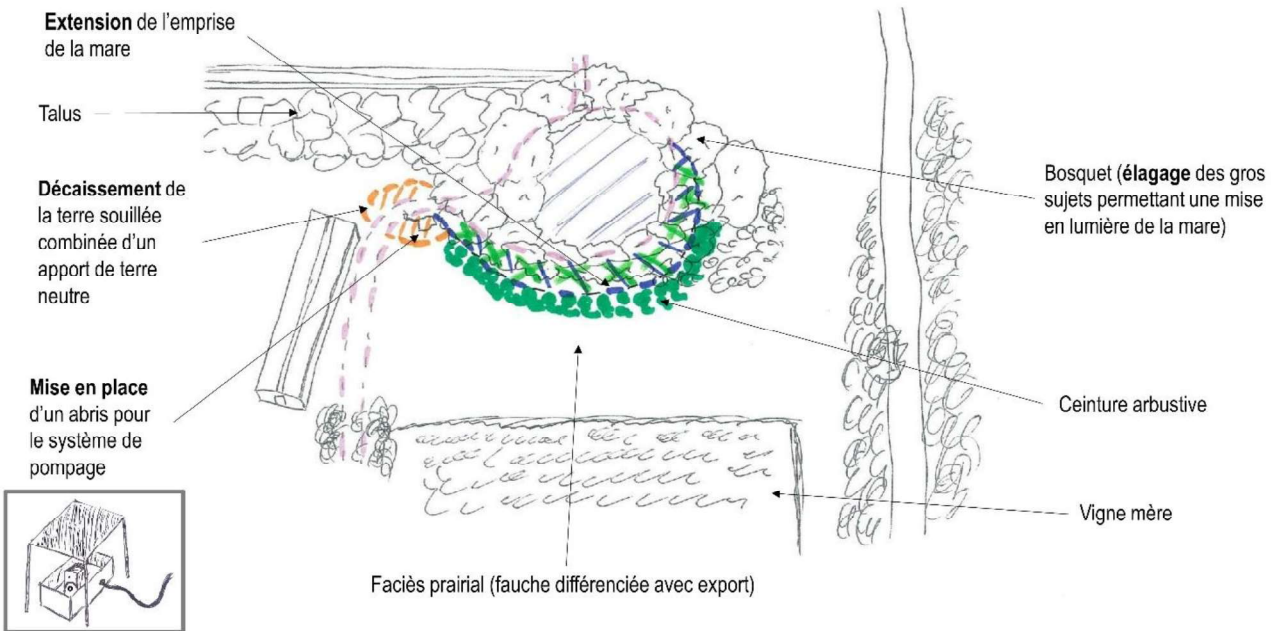 Extension de l’emprise
de la mare
Talus
Décaissement de
la terre souillée
combinée d’un
apport de terre
neutre
Mise en place
d’un abris pour
le système de
pompage
Bosquet (élagage des gros
sujets permettant une mise
en lumière de la mare)
Ceinture arbustive
Vigne mère
Faciès prairial (fauche différenciée avec export)